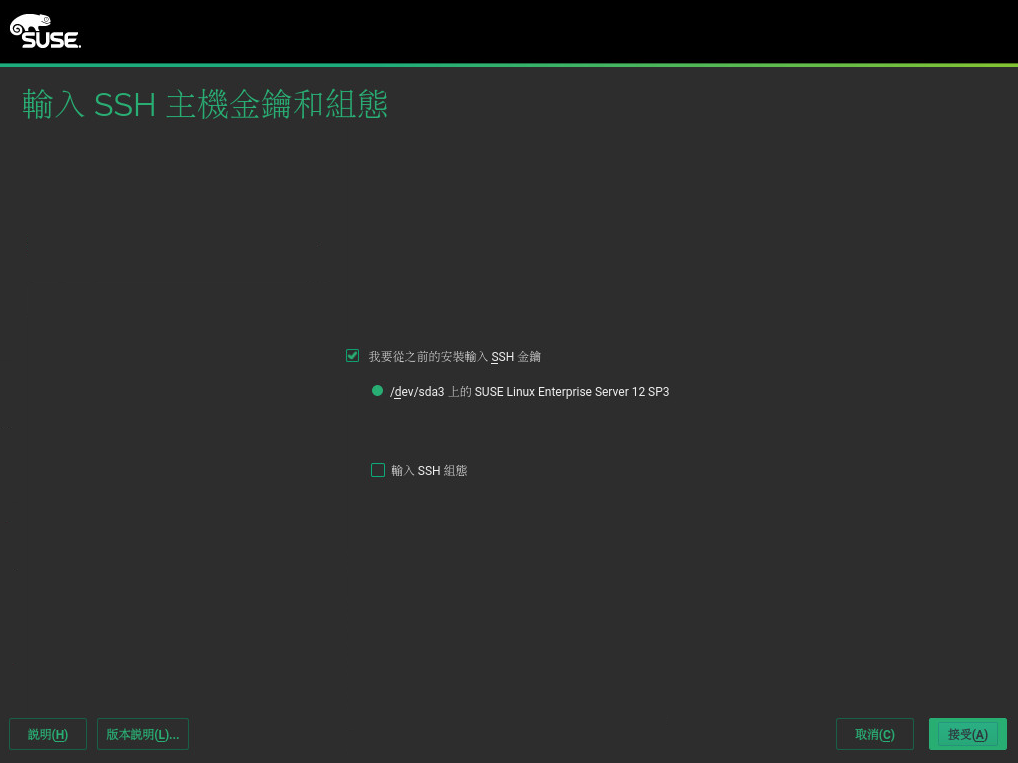 SUSE.
輸入 SSH 主機金鑰和組態
我要從之前的安裝輸入 SSH 金鑰
/dev/sda3 上的 SUSE Linux Enterprise Server 12 SP3
輸入 SSH 組態
說明(H)
版本說明(L)...
取消(C)
接受(A)